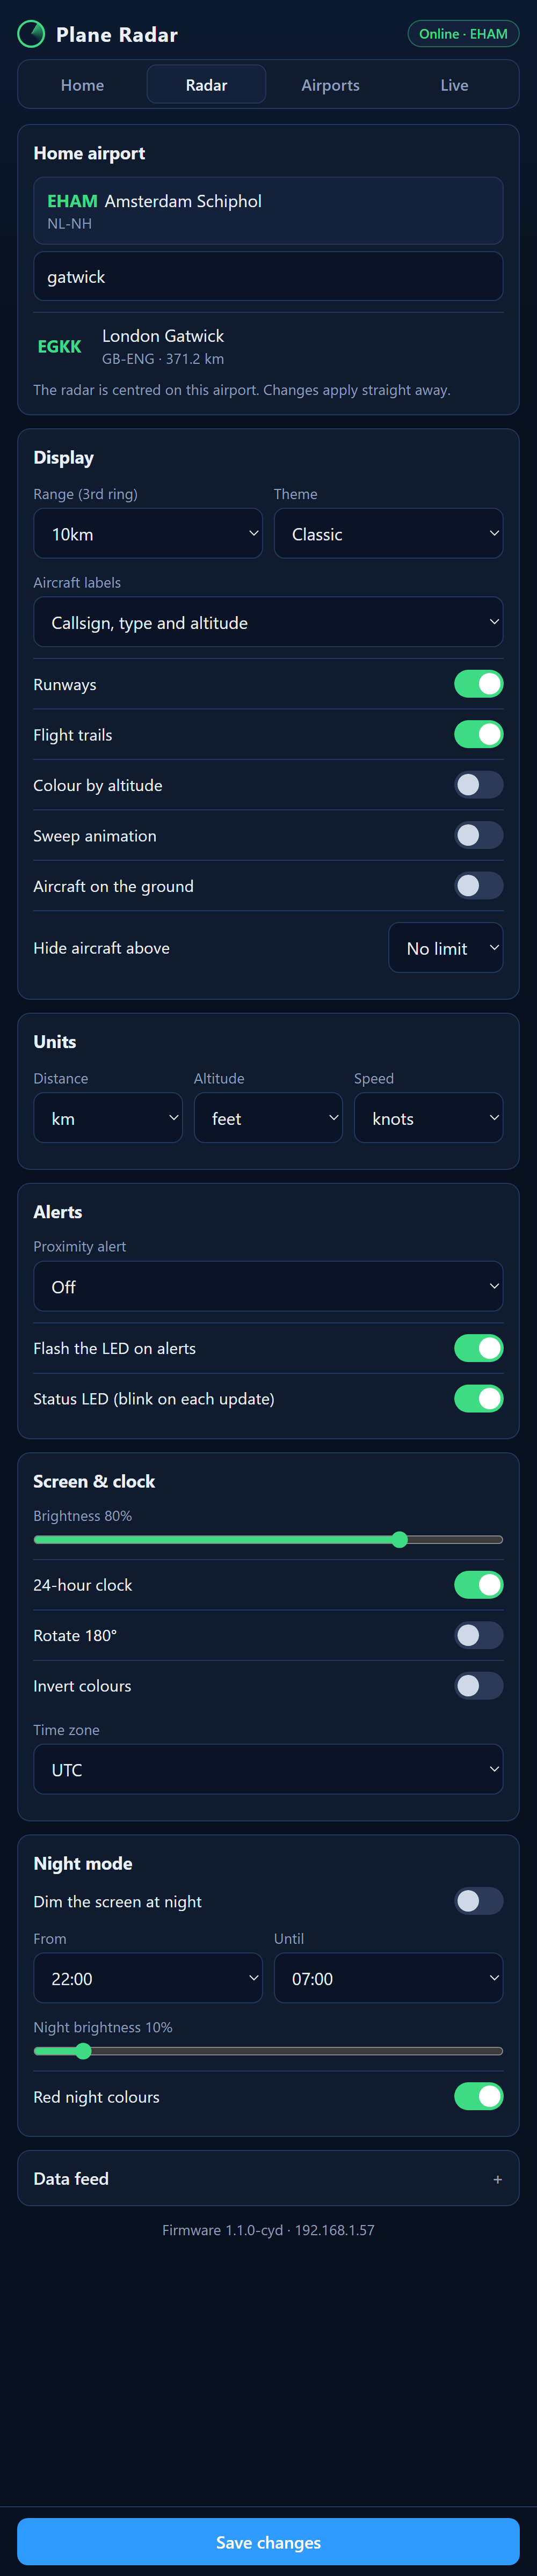 Plane Radar
Online · EHAM
Home Radar Airports Live
Home airport
EHAM Amsterdam Schiphol
NL-NH
gatwick
EGKK London Gatwick
GB-ENG · 371.2 km
The radar is centred on this airport. Changes apply straight away.
Display
Range (3rd ring) Theme
10km Classic
Aircraft labels
Callsign, type and altitude
Runways
Flight trails
Colour by altitude
Sweep animation
Aircraft on the ground
Hide aircraft above No limit
Units
Distance Altitude Speed
km feet knots
Alerts
Proximity alert
Off
Flash the LED on alerts
Status LED (blink on each update)
Screen & clock
Brightness 80%
24-hour clock
Rotate 180°
Invert colours
Time zone
UTC
Night mode
Dim the screen at night
From Until
22:00 07:00
Night brightness 10%
Red night colours
Data feed +
Firmware 1.1.0-cyd · 192.168.1.57
Save changes